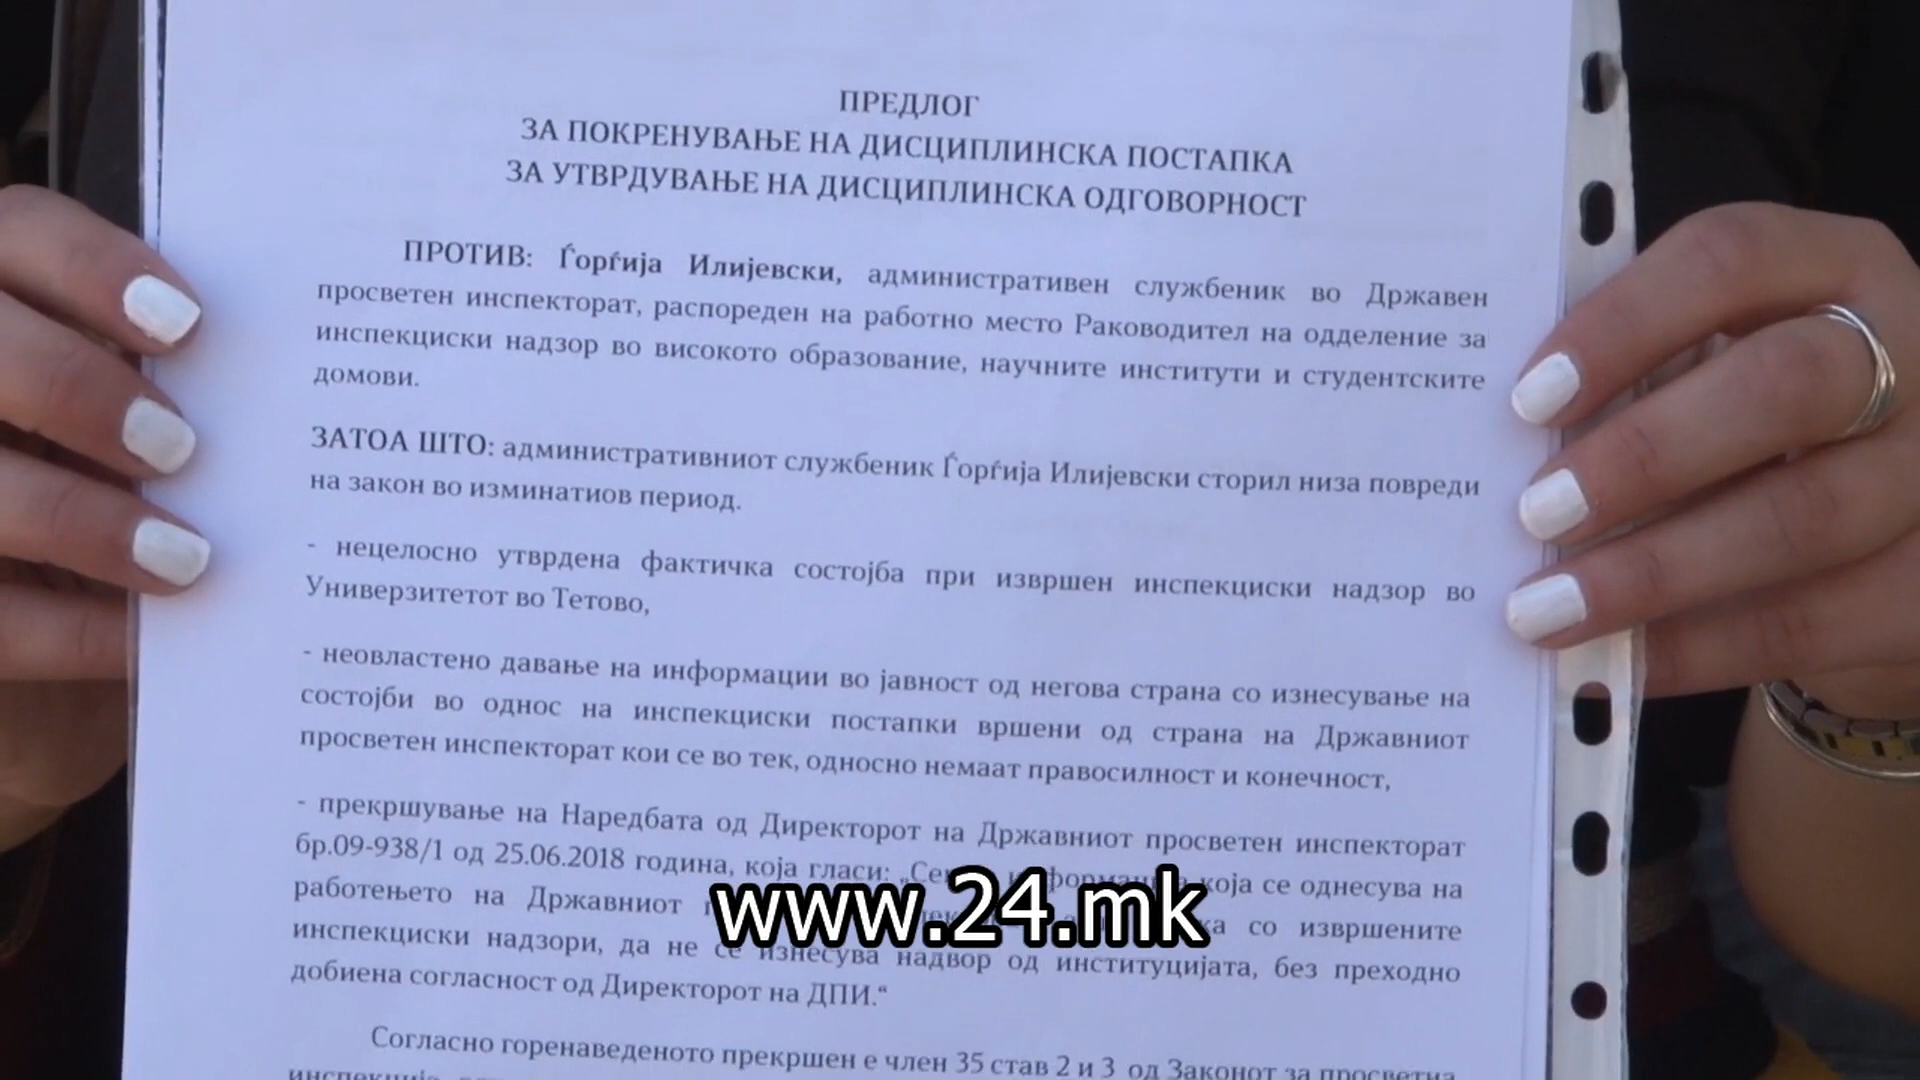 ПРЕДЛОГ
ЗА ПОКРЕНУВАЊЕ НА ДИСЦИПЛИНСКА ПОСТАПКА
ЗА УТВРДУВАЊЕ НА ДИСЦИПЛИНСКА ОДГОВОРНОСТ
ПРОТИВ: Ѓорѓија Илијевски, административен службеник во Државен
просветен инспекторат, распореден на работно место Раководител на одделение за
инспекциски надзор во високото образование, научните институти и студентските
домови.
ЗАТОА ШТО: административниот службеник Ѓорѓија Илијевски сторил низа повреди
на закон во изминатиов период.
- нецелосно утврдена фактичка состојба при извршен инспекциски надзор во
Универзитетот во Тетово,
- неовластено давање на информации во јавност од негова страна со изнесување на
состојби во однос на инспекциски постапки вршени од страна на Државниот
просветен инспекторат кои се во тек, односно немаат правосилност и конечност,
- прекршување на Наредбата од Директорот на Државниот просветен инспекторат
бр.09-938/1 од 25.06.2018 година, која гласи: која се однесува на
работењето на Државниот со извршените
инспекциски надзори, да не се изнесува надвор од институцијата, без преходно
добиена согласност од Директорот на ДПИ.“
www.24.mk
Согласно горенаведеното прекршен е член 35 став 2 и 3 од Законот за просветна